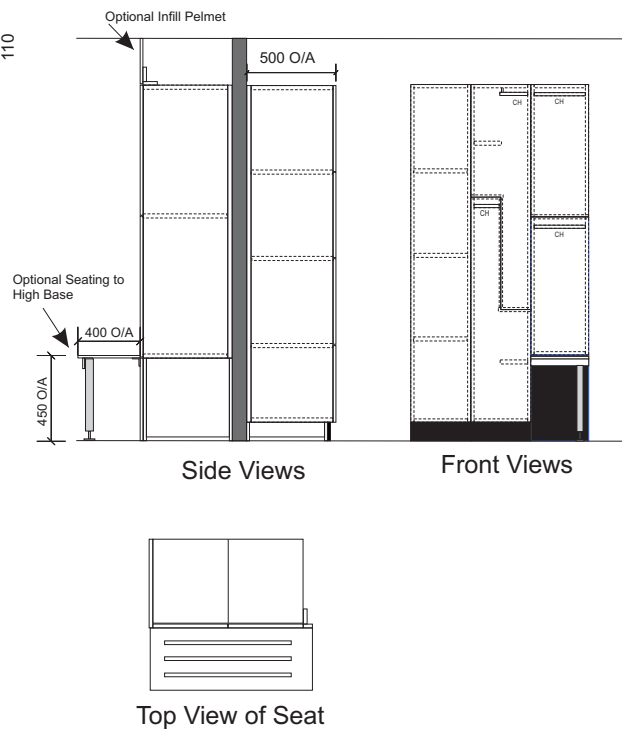 Optional Infill Pelmet
110
500 O/A
CH
CH
CH
CH
Optional Seating to
High Base
400 O/A
450 O/A
Side Views
Front Views
Top View of Seat